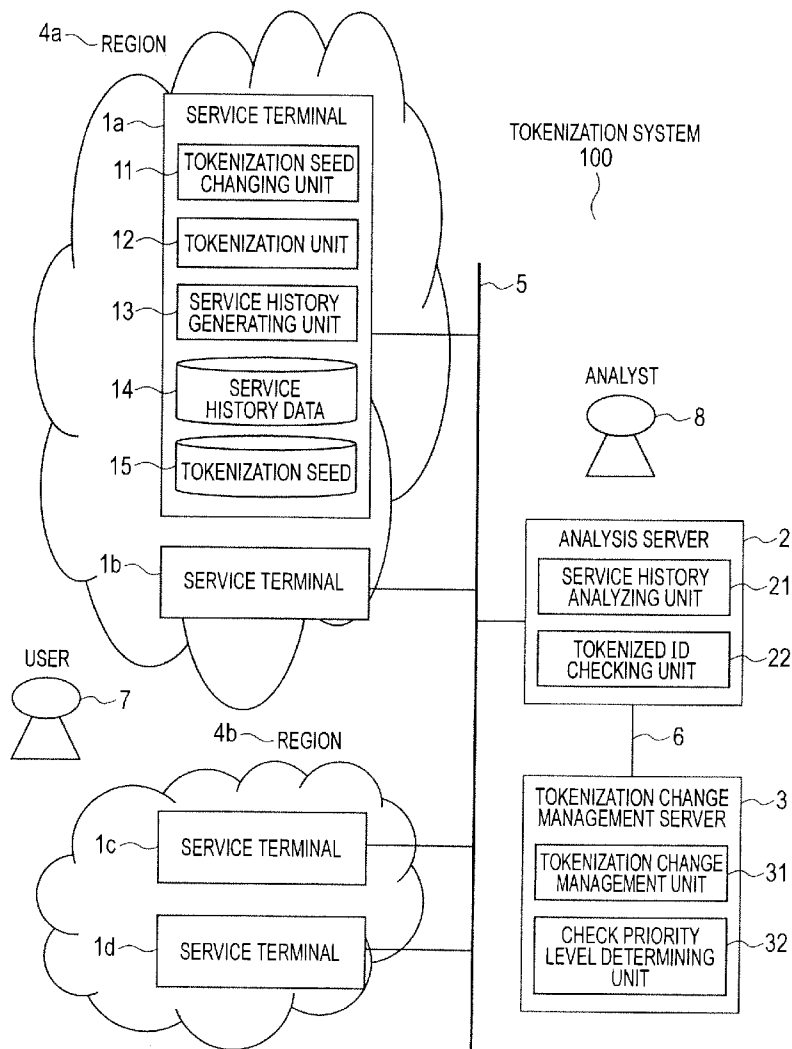 4a
REGION
1a
SERVICE TERMINAL
11
TOKENIZATION SEED
CHANGING UNIT
12
TOKENIZATION UNIT
13
SERVICE HISTORY
GENERATING UNIT
14
SERVICE
HISTORY DATA
15
TOKENIZATION SEED
1b
SERVICE TERMINAL
TOKENIZATION SYSTEM
100
5
ANALYST
8
ANALYSIS SERVER
2
SERVICE HISTORY
ANALYZING UNIT
21
TOKENIZED ID
CHECKING UNIT
22
USER
7
6
4b
REGION
1c
SERVICE TERMINAL
1d
SERVICE TERMINAL
TOKENIZATION CHANGE
MANAGEMENT SERVER
3
TOKENIZATION CHANGE
MANAGEMENT UNIT
31
CHECK PRIORITY
LEVEL DETERMINING
UNIT
32